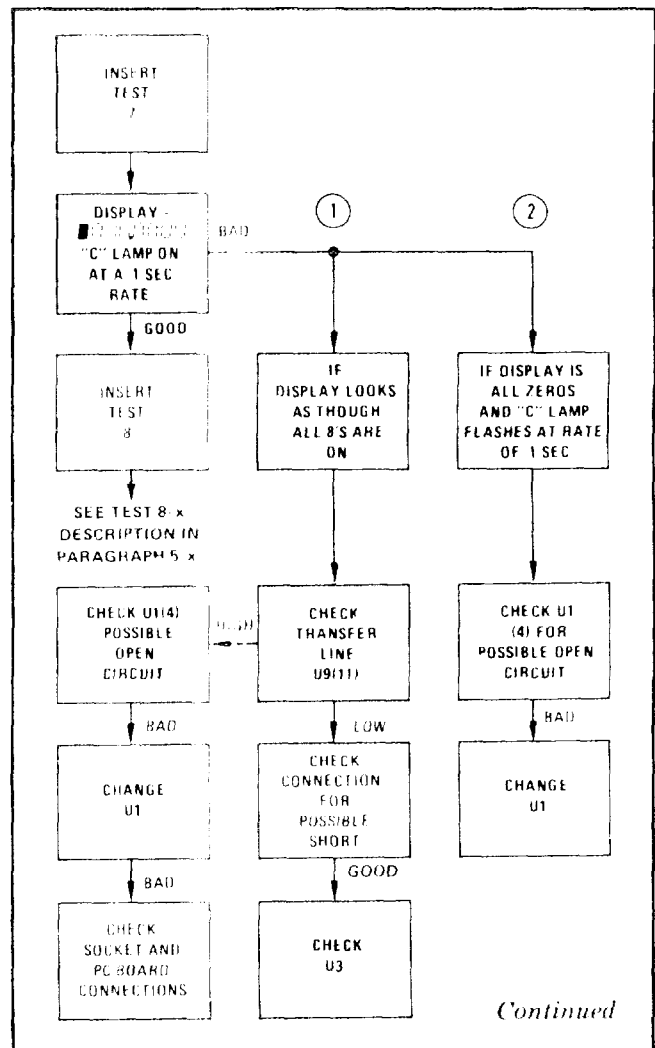 INSERT
TEST
7
DISPLAY -
"C" LAMP ON
AT A 1 SEC
RATE
BAD
1
2
GOOD
INSERT
TEST
8
IF
DISPLAY LOOKS
AS THOUGH
ALL 8'S ARE
ON
IF DISPLAY IS
ALL ZEROS
AND "C" LAMP
FLASHES AT RATE
OF 1 SEC
SEE TEST 8-x
DESCRIPTION IN
PARAGRAPH 5-x
CHECK U1(4)
POSSIBLE
OPEN
CIRCUIT
HIGH
CHECK
TRANSFER
LINE
U9(11)
CHECK U1
(4) FOR
POSSIBLE OPEN
CIRCUIT
BAD
LOW
BAD
CHANGE
U1
CHECK
CONNECTION
FOR
POSSIBLE
SHORT
CHANGE
U1
BAD
GOOD
CHECK
SOCKET AND
PC BOARD
CONNECTIONS
CHECK
U3
Continued